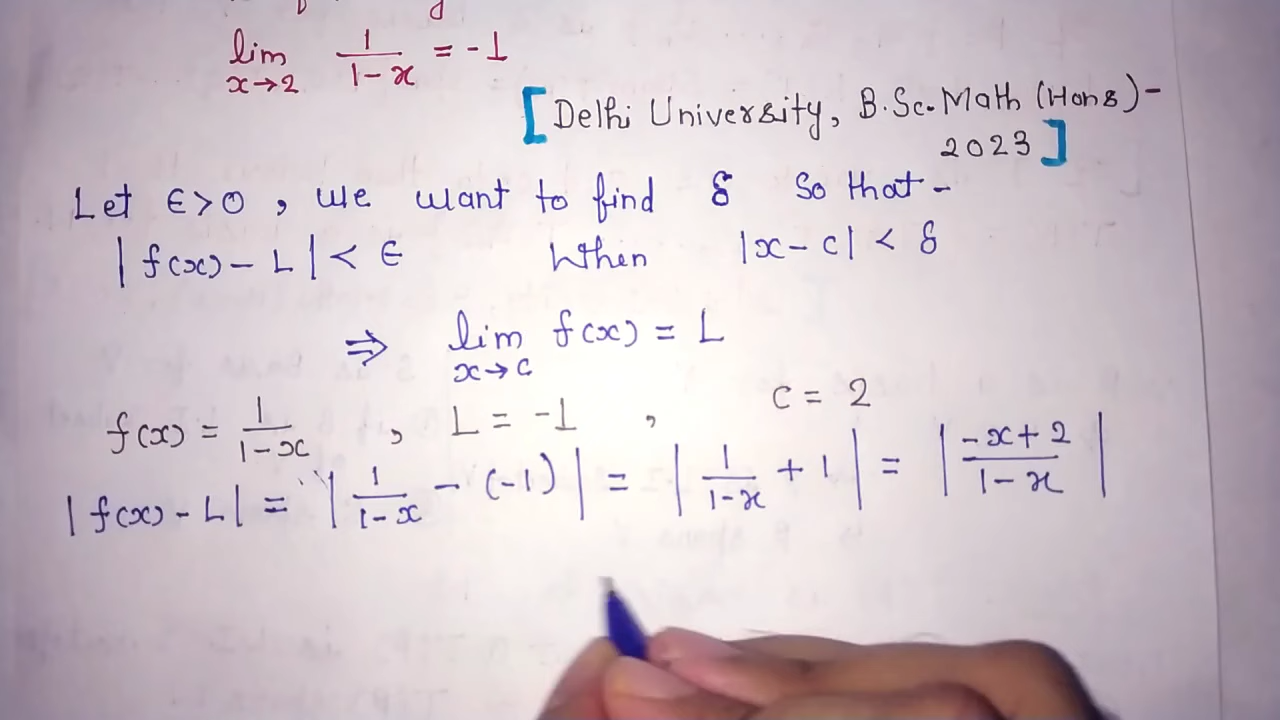 lim 1/(1-x) = -1
x→2
[Delhi University, B.Sc. Math (Hons)-
2023]
Let ϵ>0, we want to find δ So that-
|f(x) - L| < ϵ When |x-c| < δ
⇒ lim f(x) = L
x→c
f(x) = 1/(1-x) , L = -1 , c = 2
|f(x) - L| = |1/(1-x) - (-1)| = |1/(1-x) + 1| = |(-x+2)/(1-x)|